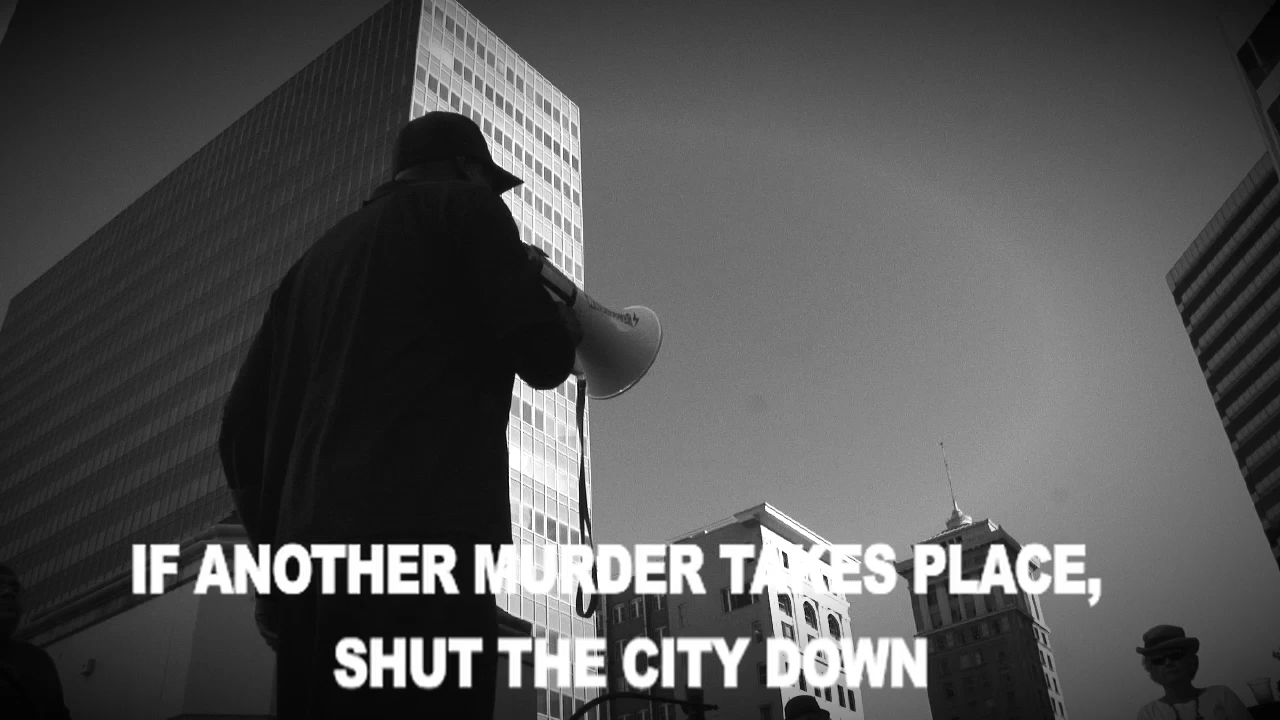 IF ANOTHER MURDER TAKES PLACE,
SHUT THE CITY DOWN